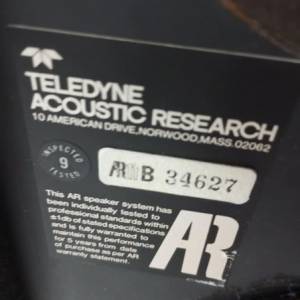 TELEDYNE
ACOUSTIC RESEARCH
10 AMERICAN DRIVE, NORWOOD, MASS. 02062
INSPECTED
9
TESTED
AR B 34627
This AR speaker system has
been individually tested to
professional standards within
±1db of stated specifications
and is fully warranted to
maintain this performance
for 5 years from date
of purchase as per AR
warranty statement.
AR